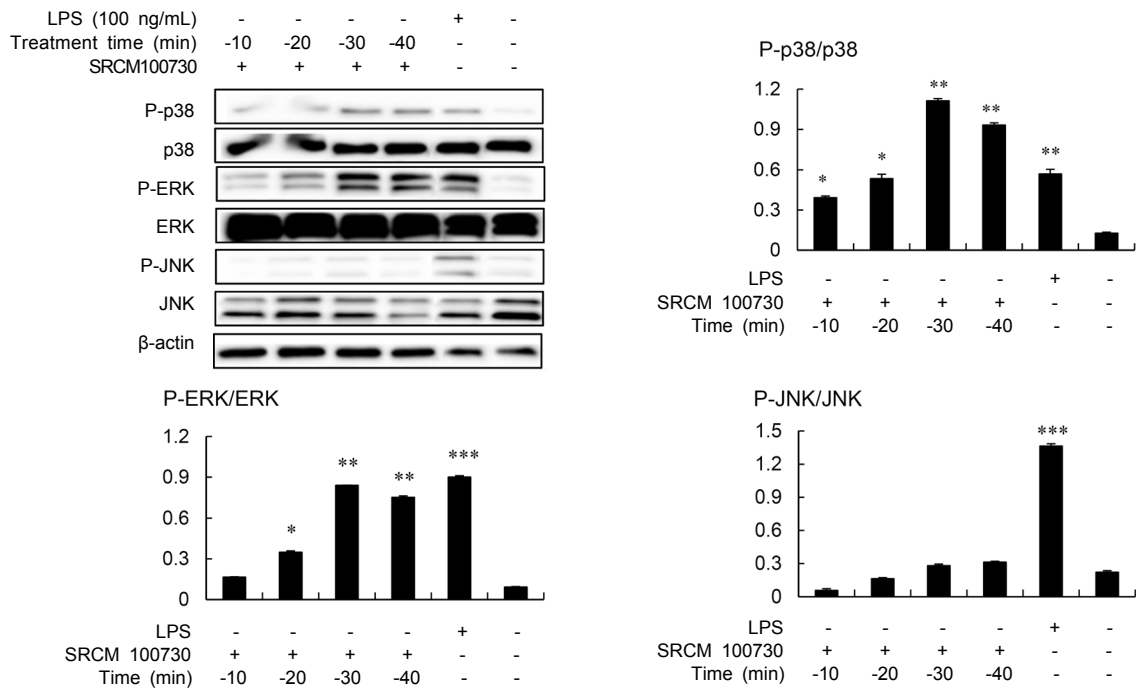 LPS (100 ng/mL) - - - - + -
Treatment time (min) -10 -20 -30 -40 - -
SRCM100730 + + + + - -
P-p38
p38
P-ERK
ERK
P-JNK
JNK
β-actin
P-p38/p38
1.2
0.9
0.6
0.3
0
* * ** ** **
LPS - - - - + -
SRCM 100730 + + + + - -
Time (min) -10 -20 -30 -40 - -
P-ERK/ERK
1.2
0.9
0.6
0.3
0
* ** ** ***
LPS - - - - + -
SRCM 100730 + + + + - -
Time (min) -10 -20 -30 -40 - -
P-JNK/JNK
1.5
1.2
0.9
0.6
0.3
0
***
LPS - - - - + -
SRCM 100730 + + + + - -
Time (min) -10 -20 -30 -40 - -